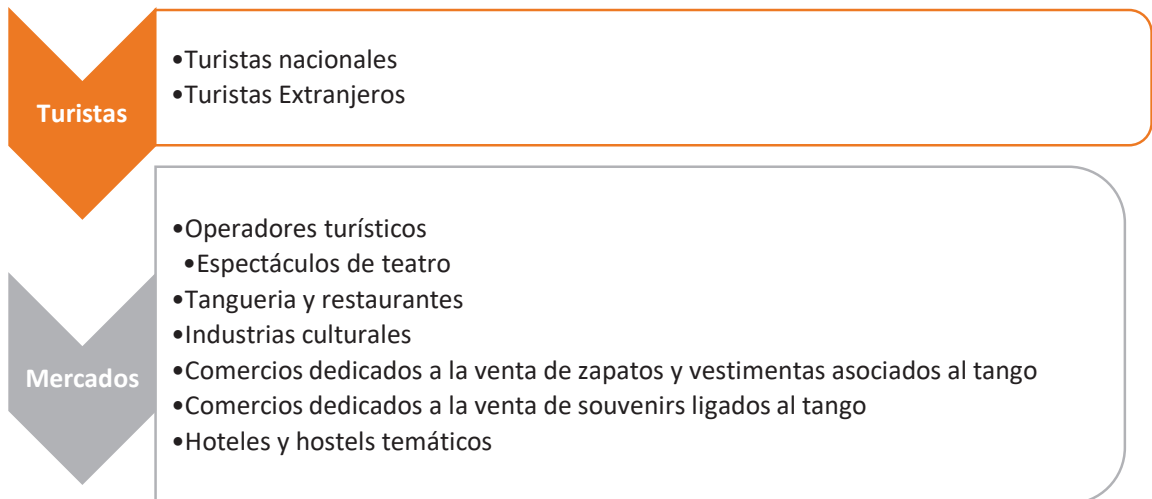 Turistas
•Turistas nacionales
•Turistas Extranjeros
Mercados
•Operadores turísticos
•Espectáculos de teatro
•Tangueria y restaurantes
•Industrias culturales
•Comercios dedicados a la venta de zapatos y vestimentas asociados al tango
•Comercios dedicados a la venta de souvenirs ligados al tango
•Hoteles y hostels temáticos